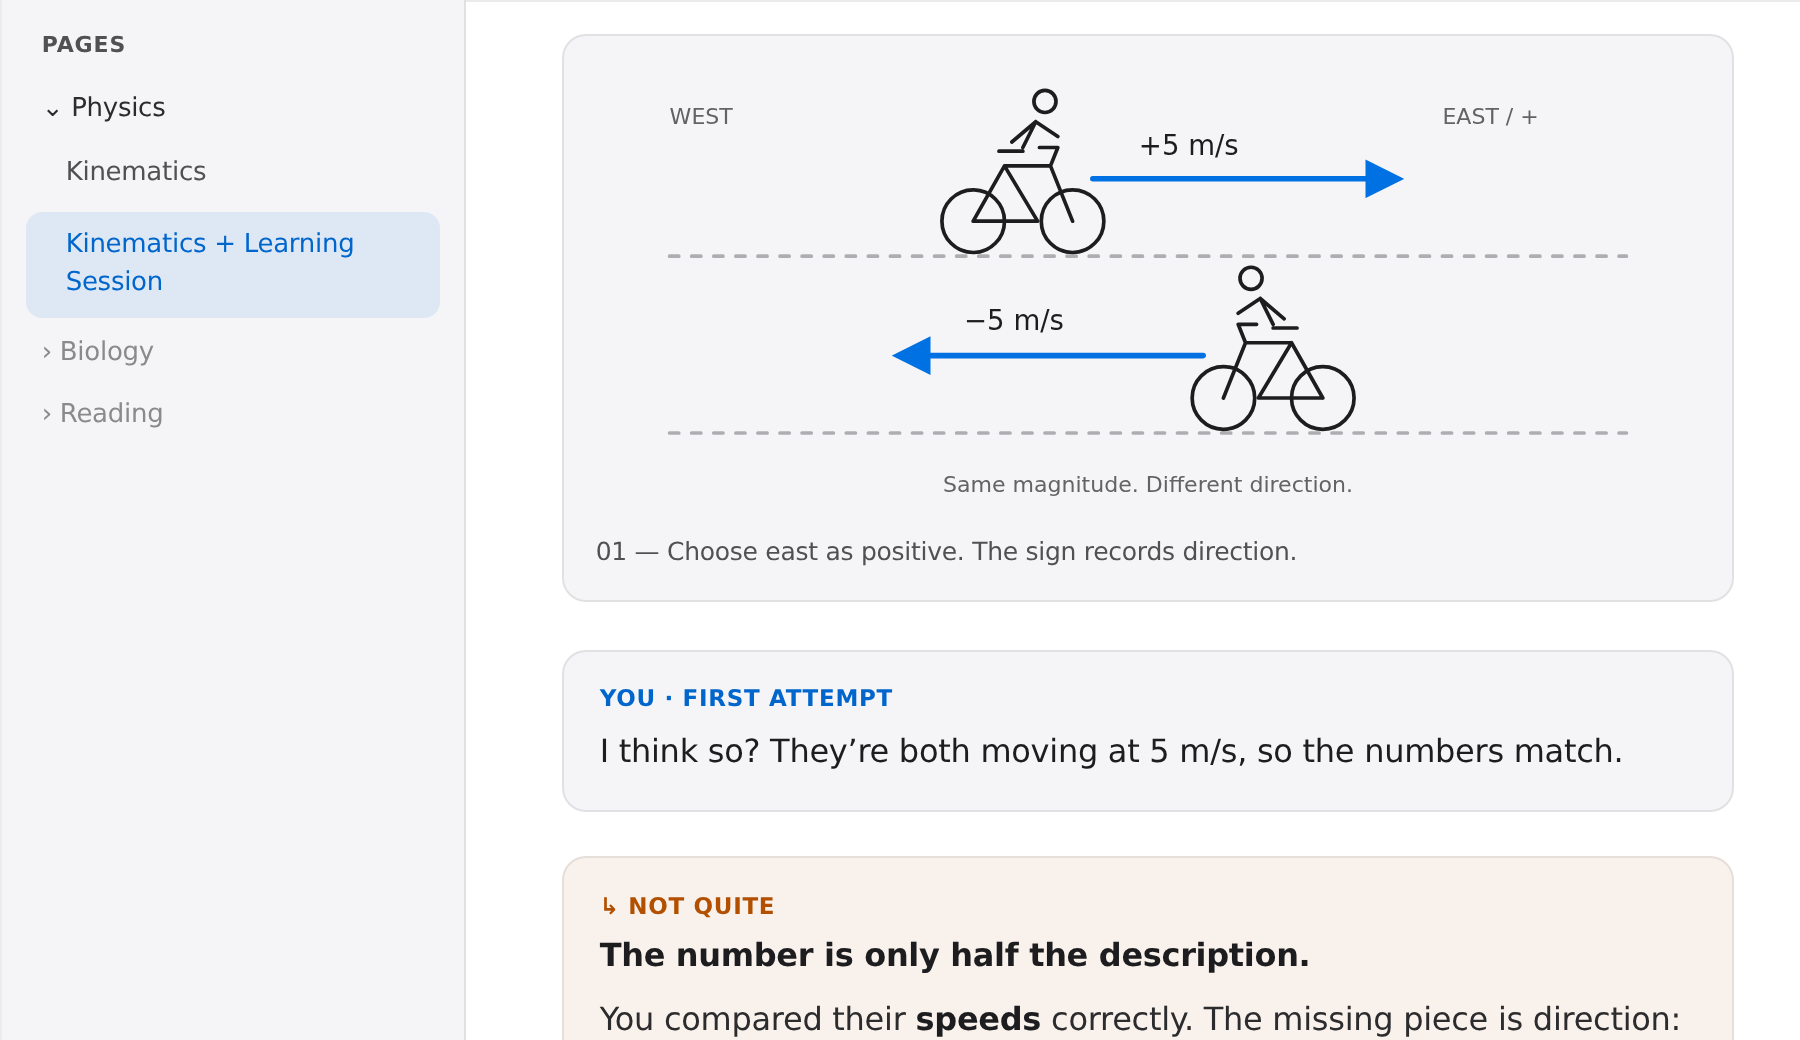 PAGES
⌄ Physics
Kinematics
Kinematics + Learning
Session
› Biology
› Reading
WEST
EAST / +
+5 m/s
−5 m/s
Same magnitude. Different direction.
01 — Choose east as positive. The sign records direction.
YOU · FIRST ATTEMPT
I think so? They’re both moving at 5 m/s, so the numbers match.
↳ NOT QUITE
The number is only half the description.
You compared their speeds correctly. The missing piece is direction: